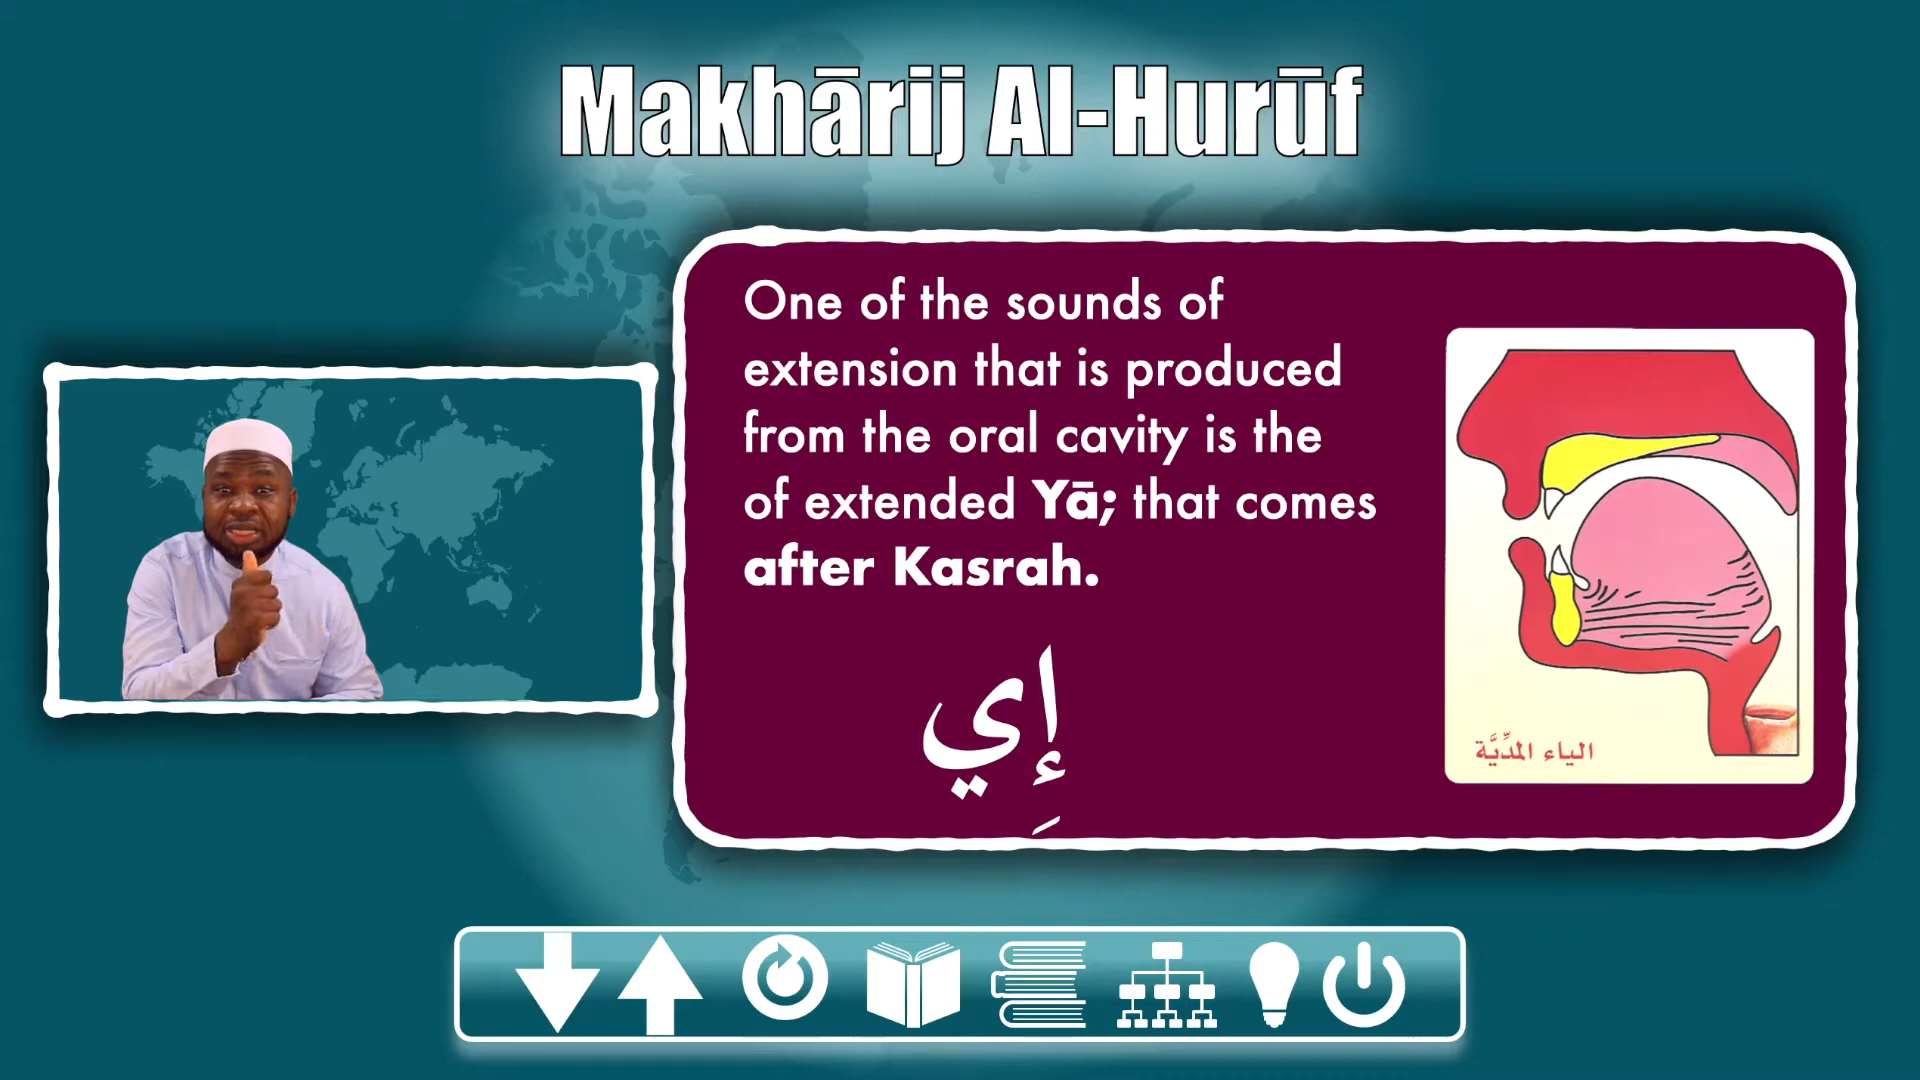 Makhārij Al-Hurūf
One of the sounds of
extension that is produced
from the oral cavity is the
of extended Yā; that comes
after Kasrah.
إِي
الياء المَدِّيَّة